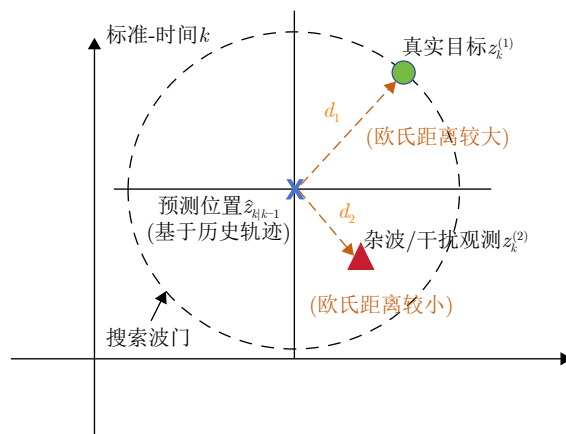 标准-时间k
真实目标z_k^{(1)}
d_1
(欧氏距离较大)
X
预测位置ẑ_{k|k−1}
(基于历史轨迹)
d_2
杂波/干扰观测z_k^{(2)}
(欧氏距离较小)
搜索波门